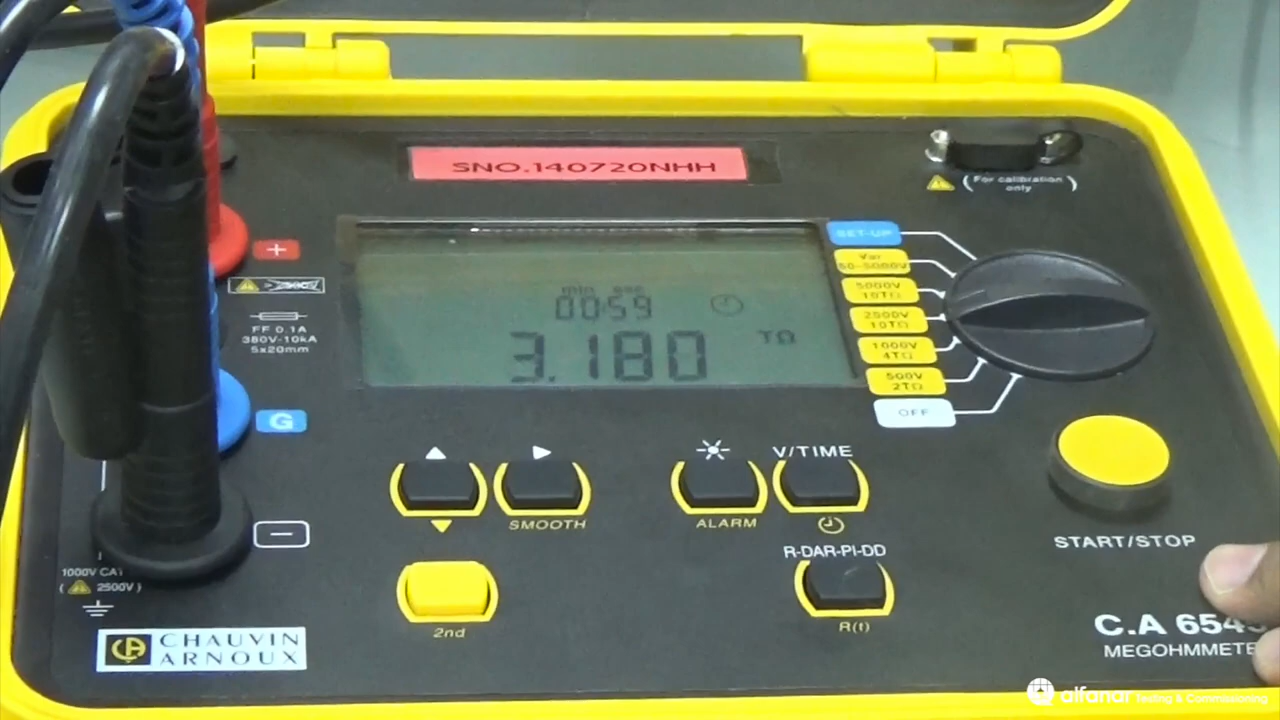 SNO.140720NHH
(For calibration
only)
+
FF 0.1A
380V-10kA
5x20mm
min sec
00:59
3.180 TΩ
SET-UP
Var
50-5000V
5000V
10TΩ
2500V
10TΩ
1000V
4TΩ
500V
2TΩ
OFF
G
V/TIME
SMOOTH
ALARM
R-DAR-PI-DD
START/STOP
1000V CAT
( 2500V )
2nd
R(t)
CHAUVIN
ARNOUX
C.A 654
MEGOHMMETE
alfanar Testing & Commissioning